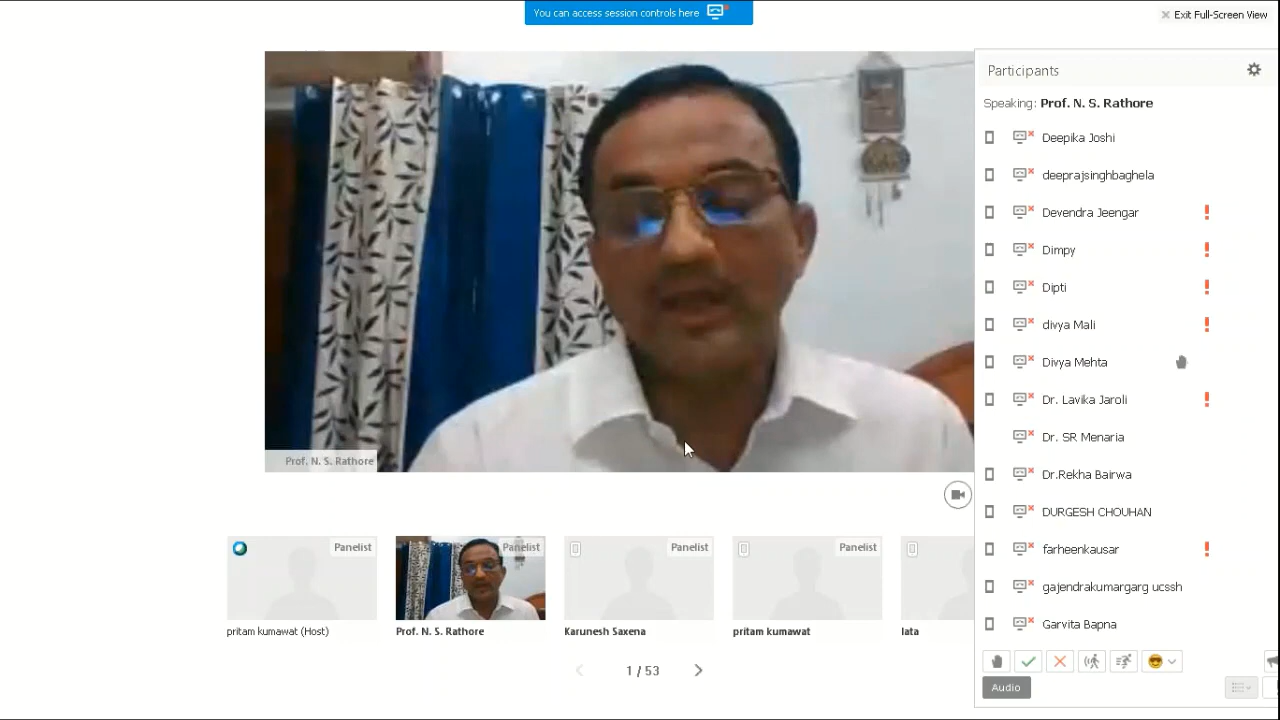 You can access session controls here
Exit Full-Screen View
Participants
Speaking: Prof. N. S. Rathore
Deepika Joshi
deeprajsinghbaghela
Devendra Jeengar
Dimpy
Dipti
divya Mali
Divya Mehta
Dr. Lavika Jaroli
Dr. SR Menaria
Dr.Rekha Bairwa
DURGESH CHOUHAN
farheenkausar
gajendrakumargarg ucssh
Garvita Bapna
Audio
Prof. N. S. Rathore
Panelist
Panelist
Panelist
Panelist
pritam kumawat (Host)
Prof. N. S. Rathore
Karunesh Saxena
pritam kumawat
lata
1 / 53